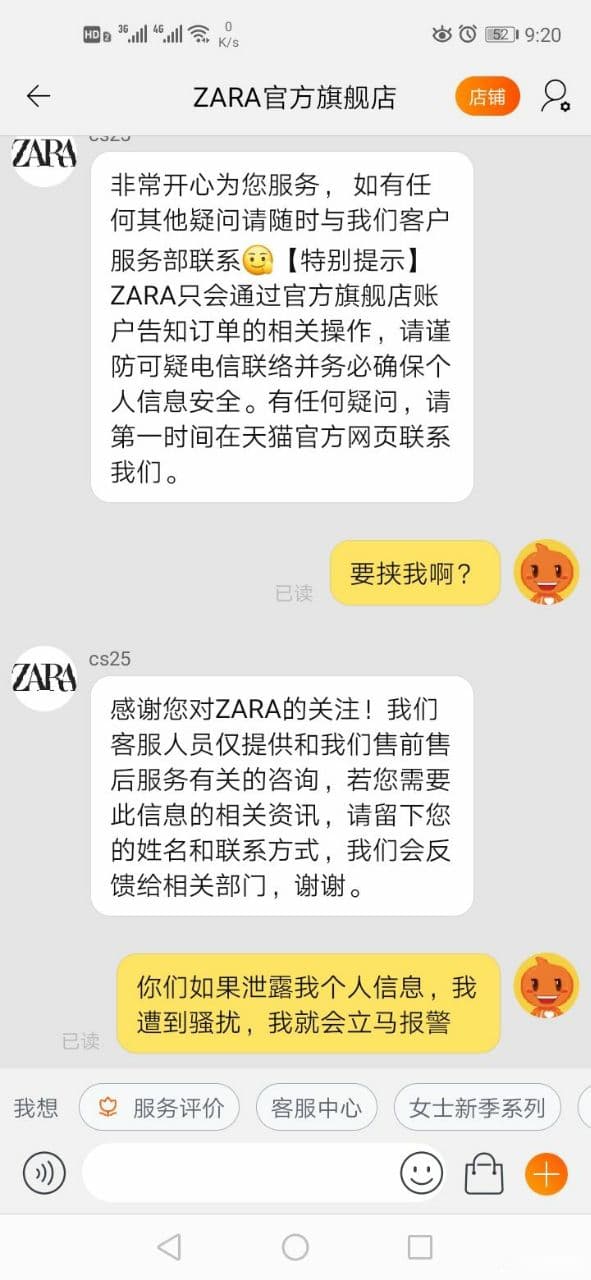 HD 2 3G 4G 0 K/s 52 9:20
ZARA官方旗舰店
店铺
ZARA
cs25
非常开心为您服务， 如有任
何其他疑问请随时与我们客户
服务部联系【特别提示】
ZARA只会通过官方旗舰店账
户告知订单的相关操作，请谨
防可疑电信联络并务必确保个
人信息安全。有任何疑问，请
第一时间在天猫官方网页联系
我们。
要挟我啊？
已读
ZARA
cs25
感谢您对ZARA的关注！我们
客服人员仅提供和我们售前售
后服务有关的咨询，若您需要
此信息的相关资讯，请留下您
的姓名和联系方式，我们会反
馈给相关部门，谢谢。
你们如果泄露我个人信息，我
遭到骚扰，我就会立马报警
已读
我想 服务评价 客服中心 女士新季系列